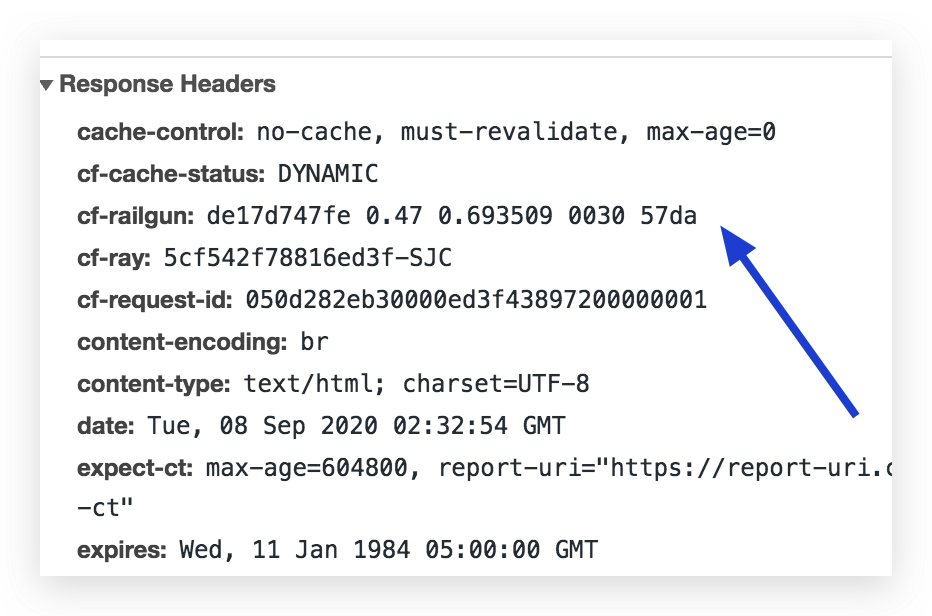 Response Headers
cache-control: no-cache, must-revalidate, max-age=0
cf-cache-status: DYNAMIC
cf-railgun: de17d747fe 0.47 0.693509 0030 57da
cf-ray: 5cf542f78816ed3f-SJC
cf-request-id: 050d282eb30000ed3f43897200000001
content-encoding: br
content-type: text/html; charset=UTF-8
date: Tue, 08 Sep 2020 02:32:54 GMT
expect-ct: max-age=604800, report-uri="https://report-uri.c
-ct"
expires: Wed, 11 Jan 1984 05:00:00 GMT